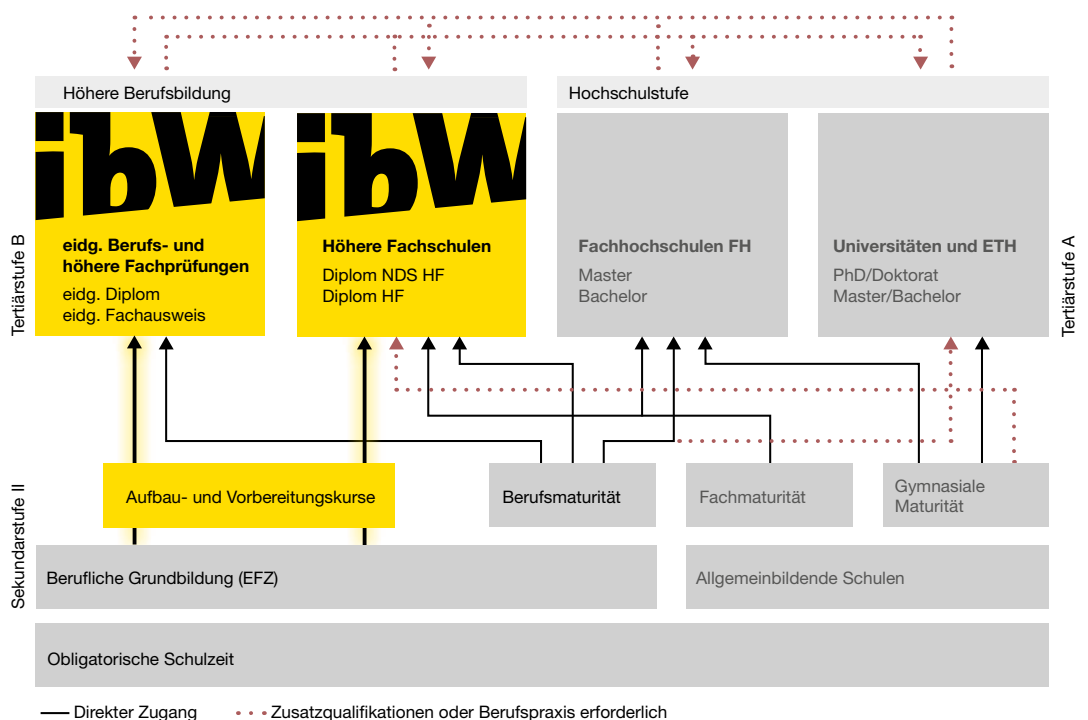 Höhere Berufsbildung
Hochschulstufe
ibW
ibW
Tertiärstufe B
eidg. Berufs- und
höhere Fachprüfungen
eidg. Diplom
eidg. Fachausweis
Höhere Fachschulen
Diplom NDS HF
Diplom HF
Fachhochschulen FH
Master
Bachelor
Universitäten und ETH
PhD/Doktorat
Master/Bachelor
Tertiärstufe A
Sekundarstufe II
Aufbau- und Vorbereitungskurse
Berufsmaturität
Fachmaturität
Gymnasiale
Maturität
Berufliche Grundbildung (EFZ)
Allgemeinbildende Schulen
Obligatorische Schulzeit
Direkter Zugang
Zusatzqualifikationen oder Berufspraxis erforderlich